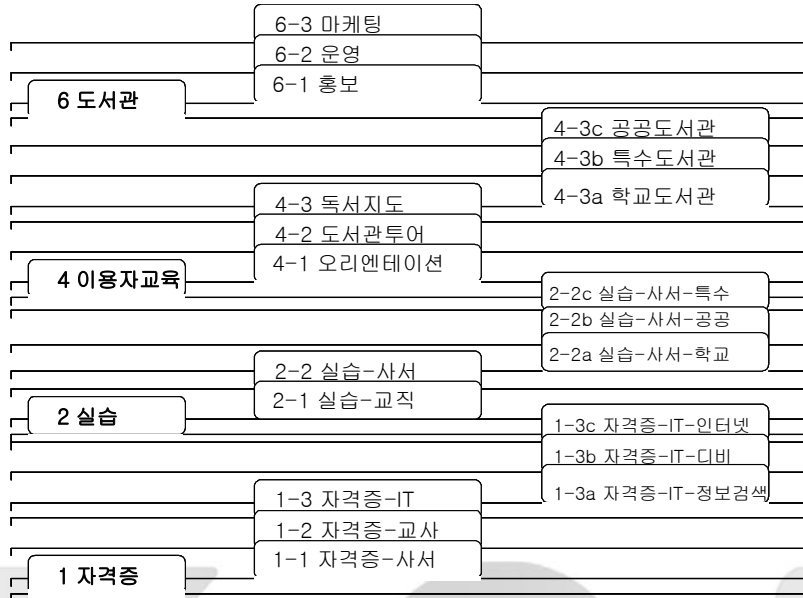 6-3 마케팅
6-2 운영
6-1 홍보
6 도서관
4-3c 공공도서관
4-3b 특수도서관
4-3a 학교도서관
4-3 독서지도
4-2 도서관투어
4-1 오리엔테이션
4 이용자교육
2-2c 실습-사서-특수
2-2b 실습-사서-공공
2-2a 실습-사서-학교
2-2 실습-사서
2-1 실습-교직
2 실습
1-3c 자격증-IT-인터넷
1-3b 자격증-IT-디비
1-3a 자격증-IT-정보검색
1-3 자격증-IT
1-2 자격증-교사
1-1 자격증-사서
1 자격증